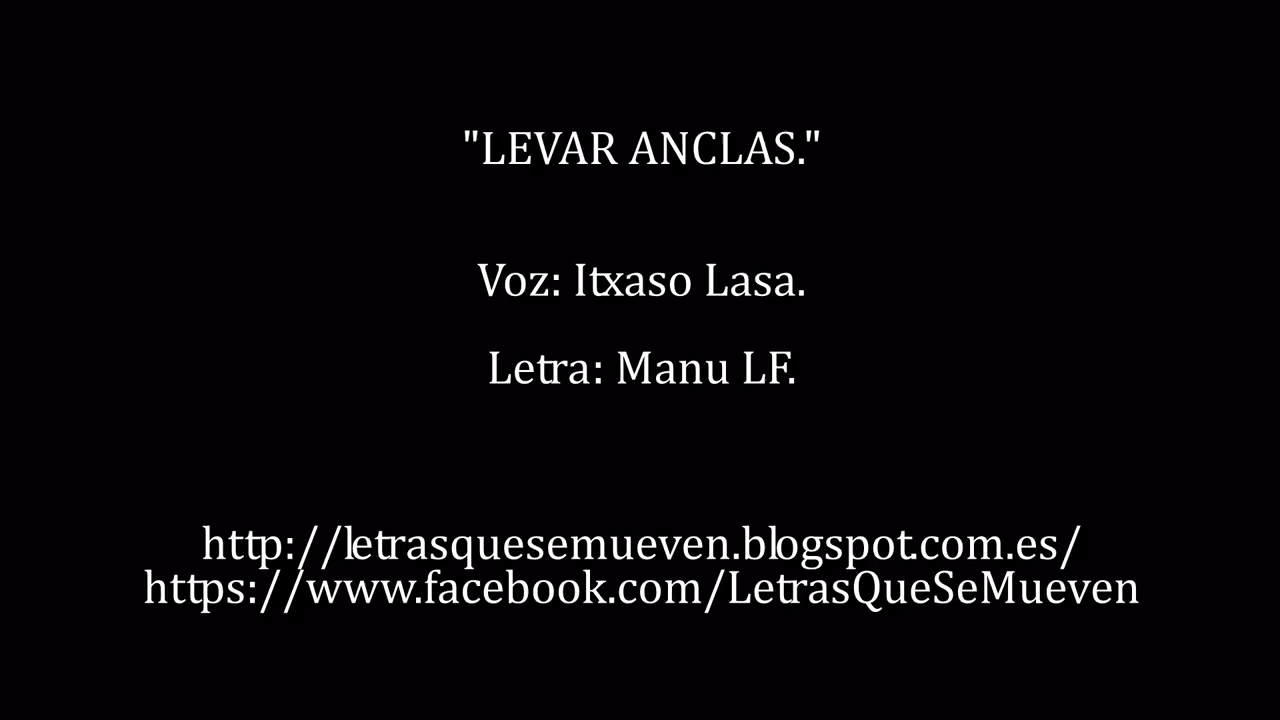 "LEVAR ANCLAS."
Voz: Itxaso Lasa.
Letra: Manu LF.
http://letrasquesemueven.blogspot.com.es/
https://www.facebook.com/LetrasQueSeMueven